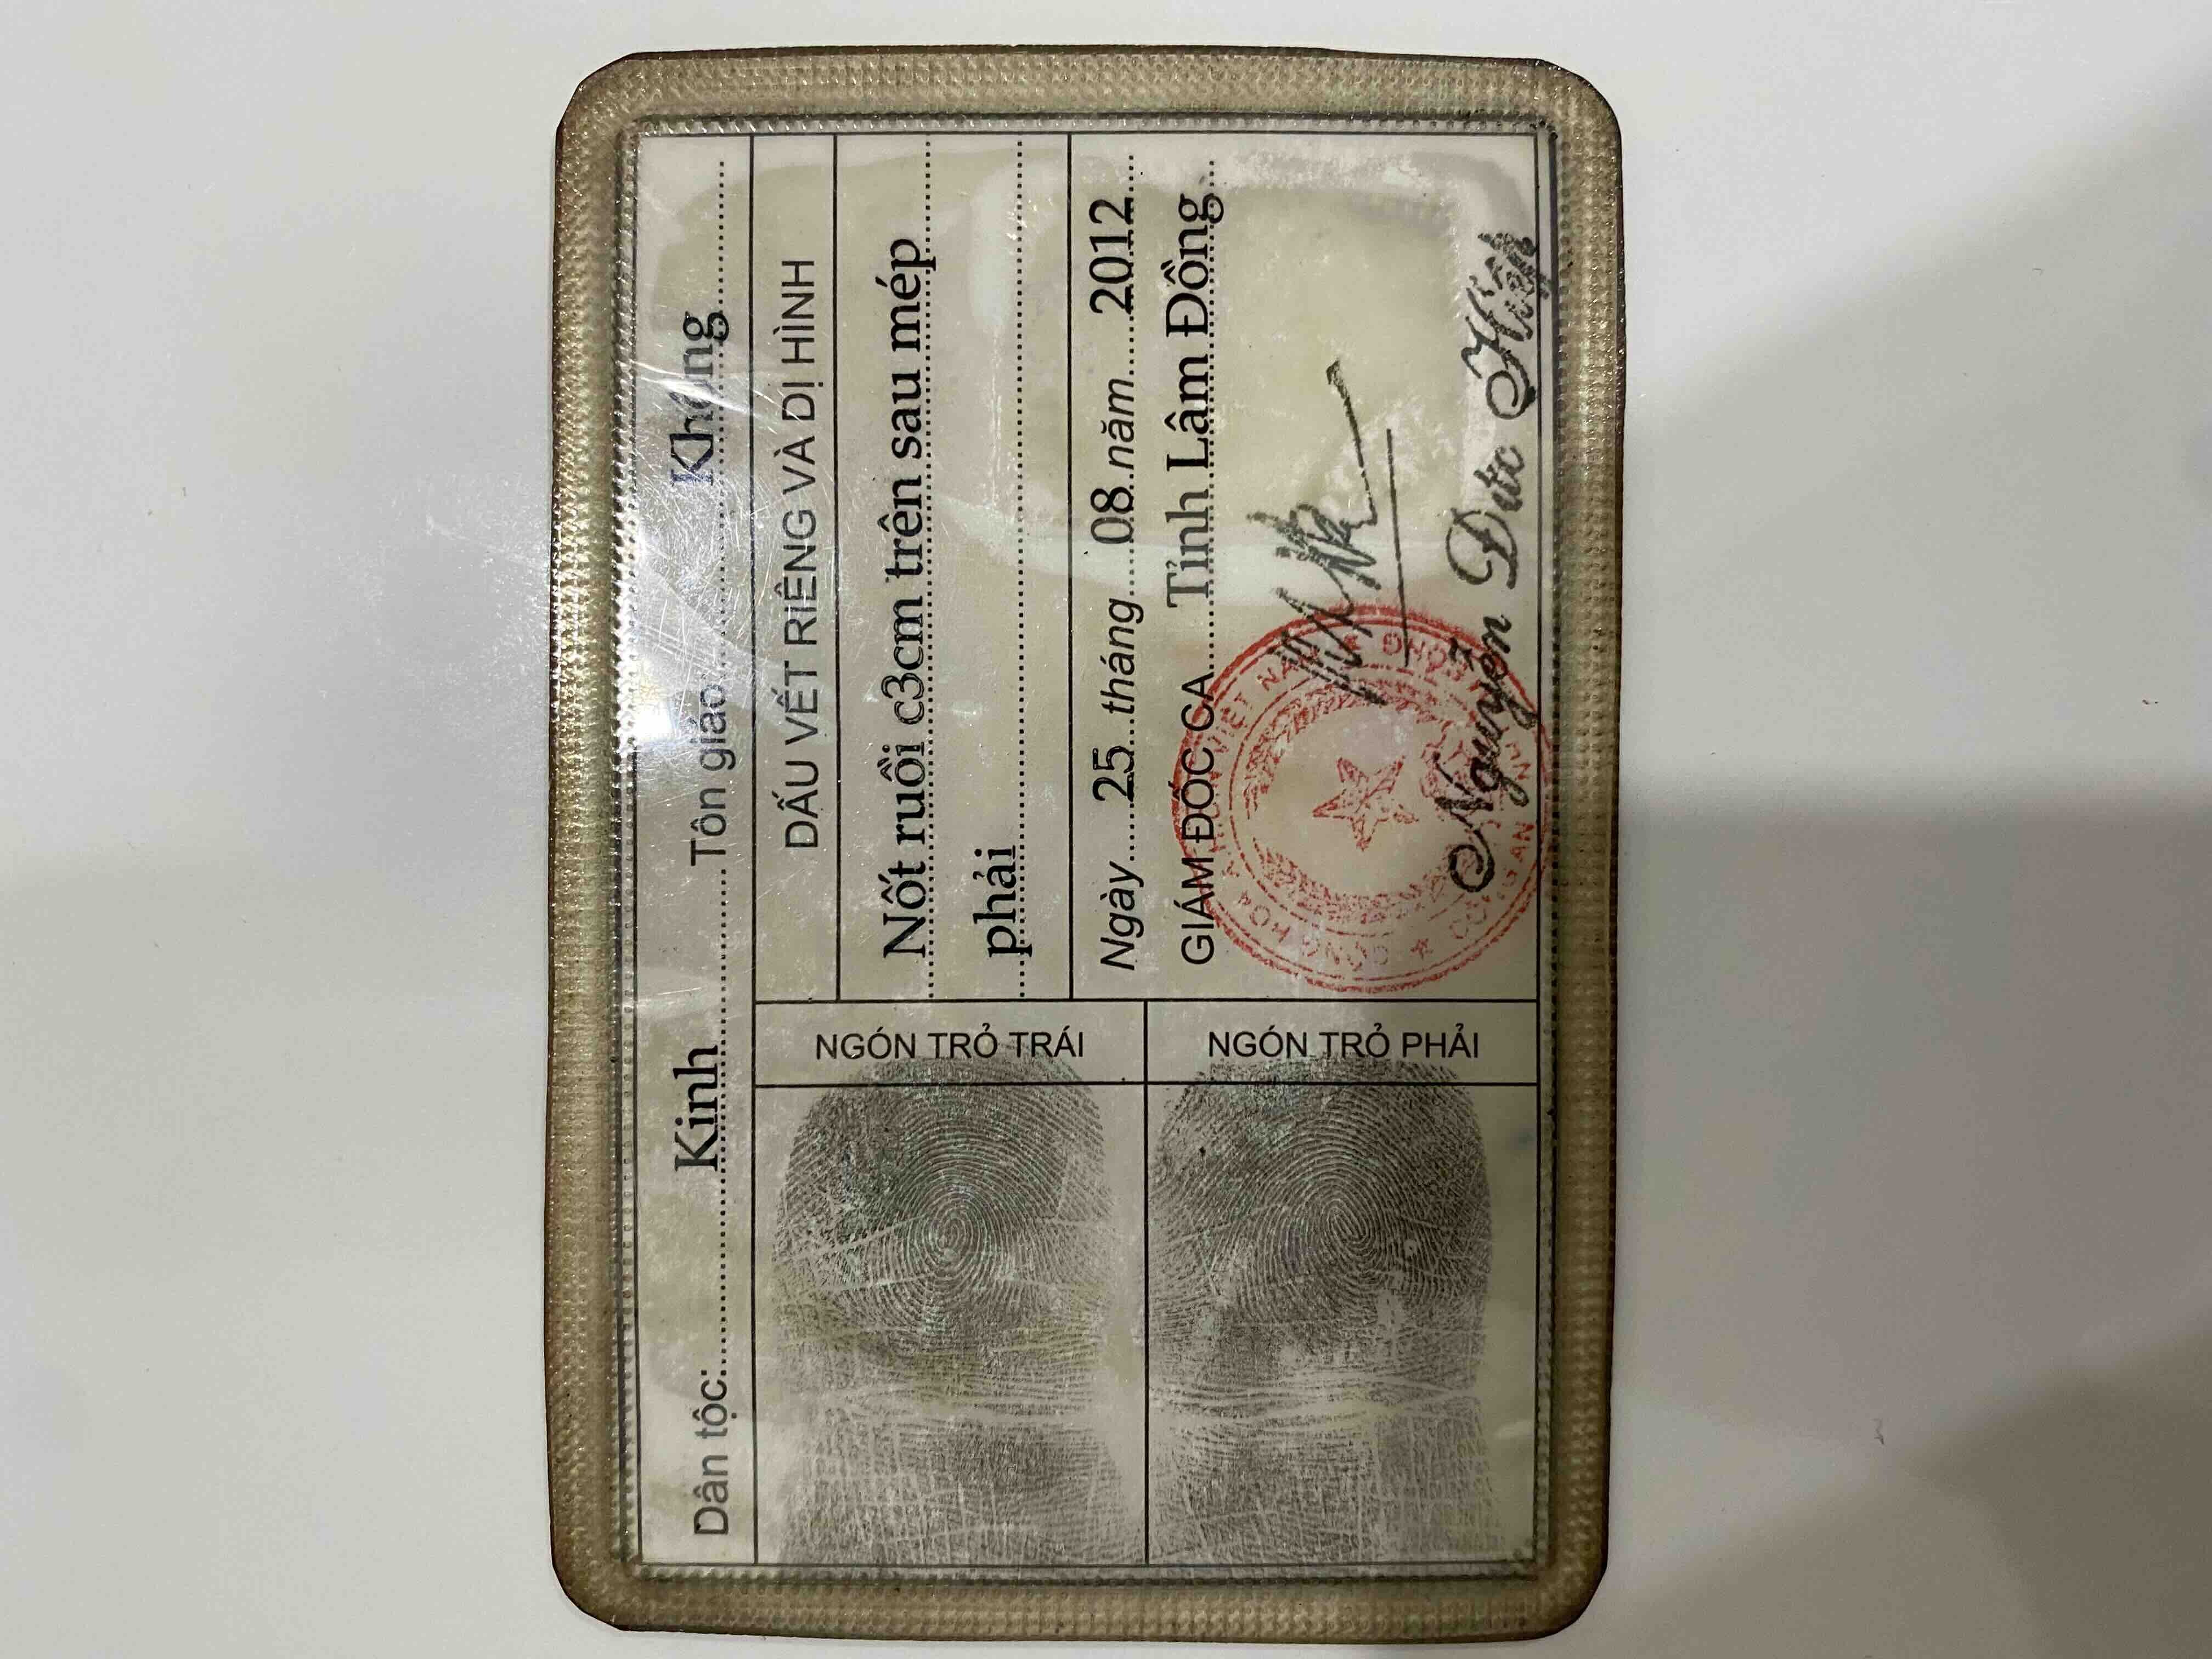 Dân tộc: Kinh Tôn giáo Không
DẤU VẾT RIÊNG VÀ DỊ HÌNH
Nốt ruồi c3cm trên sau mép
phải
Ngày 25 tháng 08 năm 2012
GIÁM ĐỐC CA Tỉnh Lâm Đồng
Nguyễn Đức Hiệp
NGÓN TRỎ TRÁI
NGÓN TRỎ PHẢI